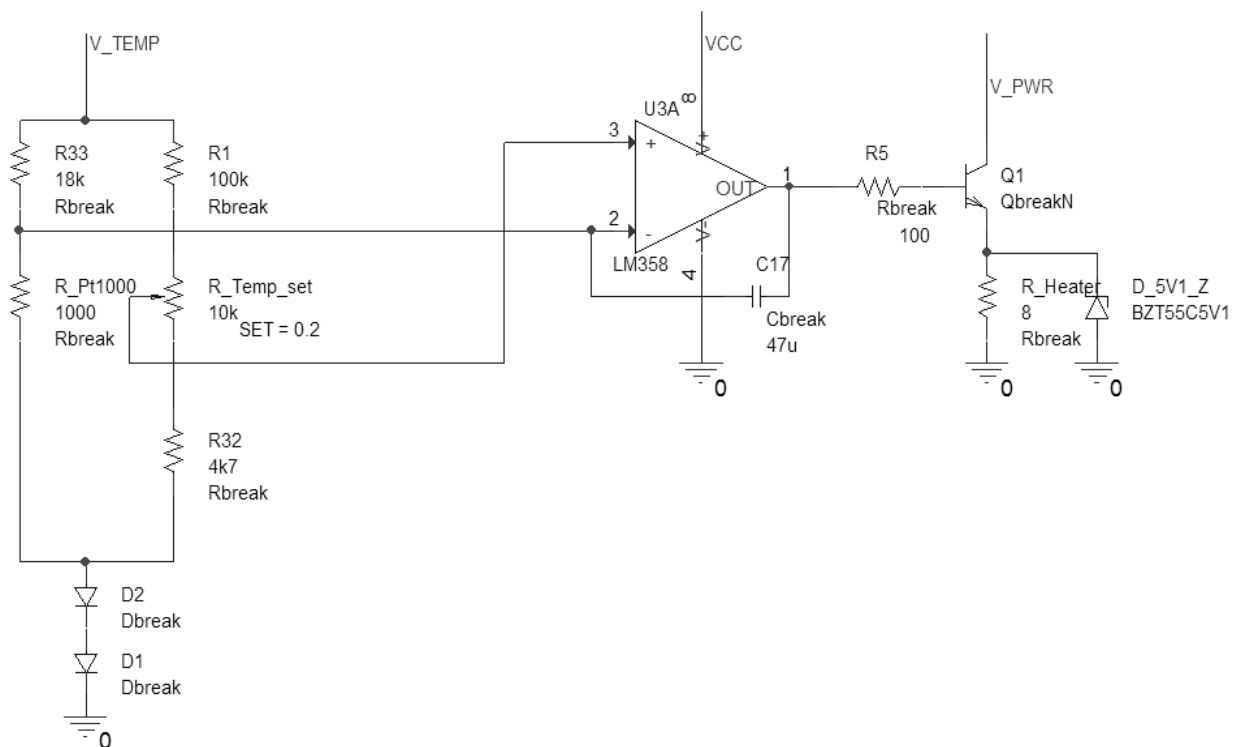 V_TEMP
VCC
V_PWR
R33
18k
Rbreak
R1
100k
Rbreak
U3A
8
3
+
V+
OUT
1
2
-
V-
LM358
4
R5
Rbreak
100
Q1
QbreakN
C17
Cbreak
47u
0
R_Pt1000
1000
Rbreak
R_Temp_set
10k
SET = 0.2
R_Heater
8
Rbreak
0
D_5V1_Z
BZT55C5V1
0
R32
4k7
Rbreak
D2
Dbreak
D1
Dbreak
0